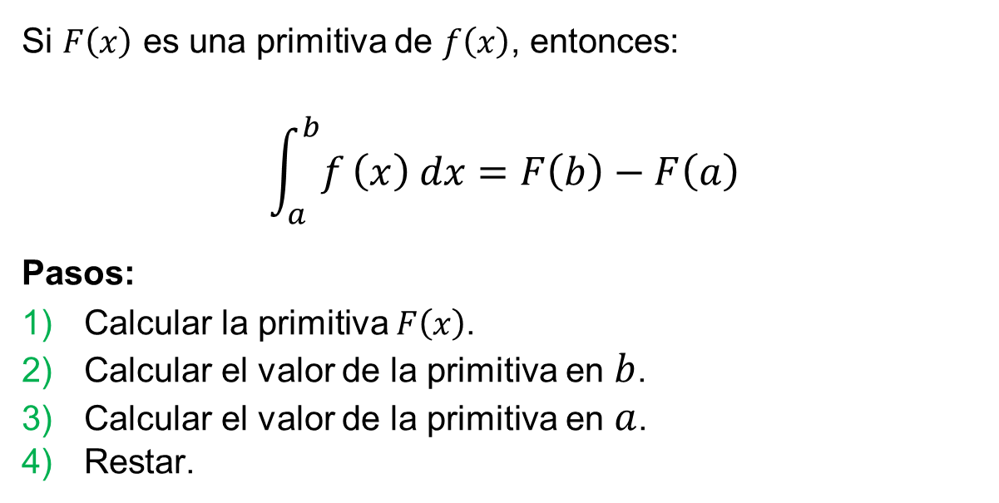 Si F(x) es una primitiva de f(x), entonces:
∫_a^b f (x) dx = F(b) − F(a)
Pasos:
1) Calcular la primitiva F(x).
2) Calcular el valor de la primitiva en b.
3) Calcular el valor de la primitiva en a.
4) Restar.